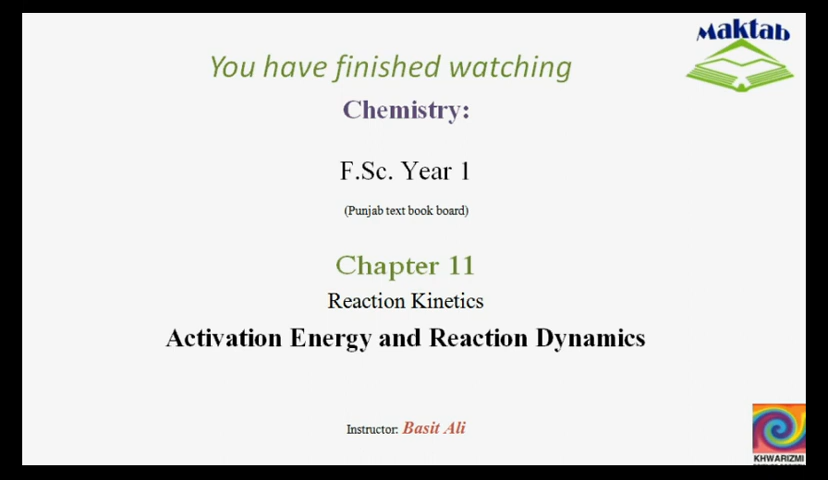 Maktab
You have finished watching
Chemistry:
F.Sc. Year 1
(Punjab text book board)
Chapter 11
Reaction Kinetics
Activation Energy and Reaction Dynamics
Instructor: Basit Ali
KHWARIZMI